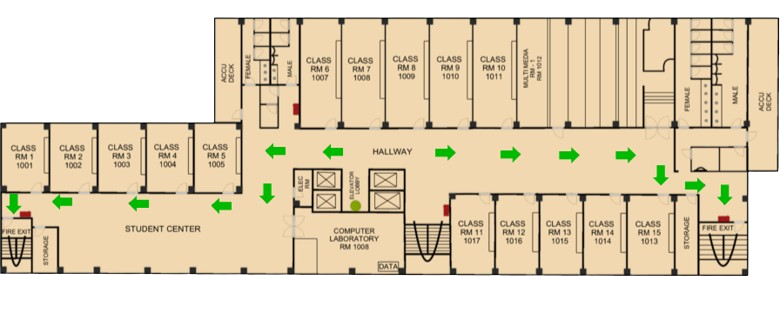 ACCU
DECK
FEMALE
MALE
CLASS
RM 6
1007
CLASS
RM 7
1008
CLASS
RM 8
1009
CLASS
RM 9
1010
CLASS
RM 10
1011
MULTI MEDIA
RM - 1
RM 1012
FEMALE
MALE
ACCU
DECK
CLASS
RM 1
1001
CLASS
RM 2
1002
CLASS
RM 3
1003
CLASS
RM 4
1004
CLASS
RM 5
1005
HALLWAY
ELEC
RM
ELEVATOR
LOBBY
STUDENT CENTER
FIRE EXIT
STORAGE
COMPUTER
LABORATORY
RM 1008
DATA
CLASS
RM 11
1017
CLASS
RM 12
1016
CLASS
RM 13
1015
CLASS
RM 14
1014
CLASS
RM 15
1013
STORAGE
FIRE EXIT